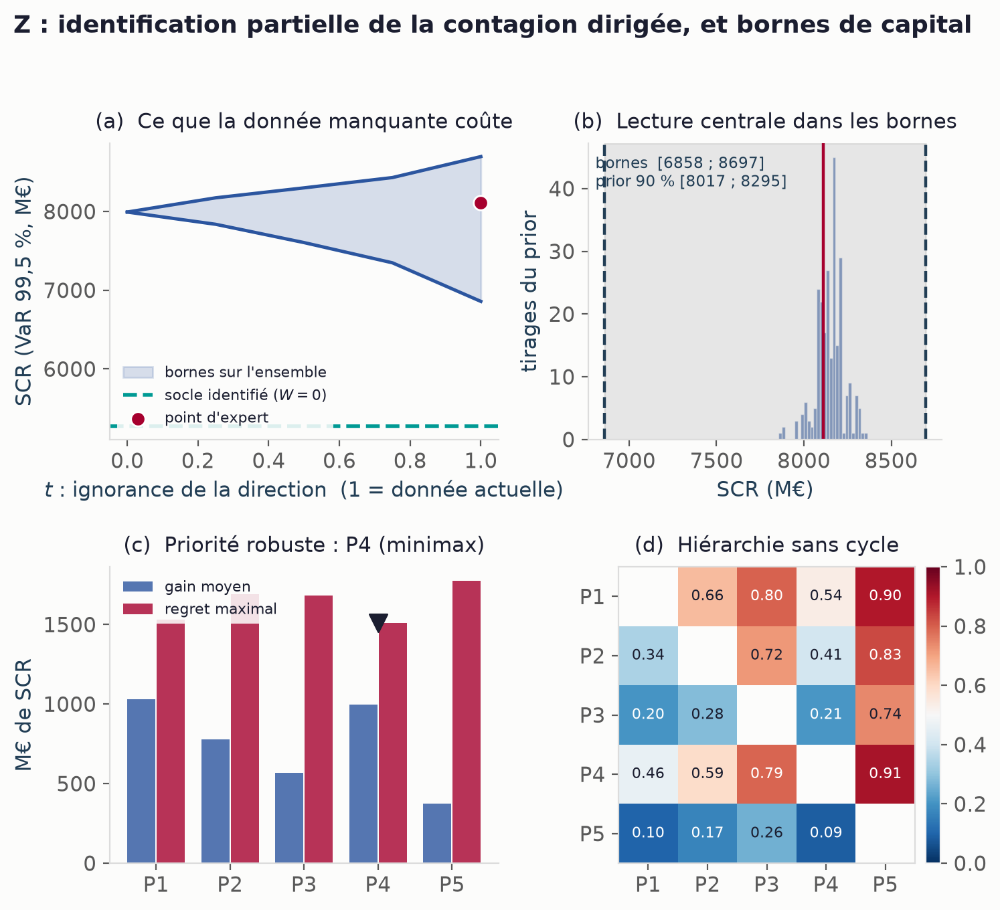 Z : identification partielle de la contagion dirigée, et bornes de capital
(a) Ce que la donnée manquante coûte
SCR (VaR 99,5 %, M€)
8000
7000
6000
bornes sur l'ensemble
socle identifié (W = 0)
point d'expert
0.0 0.2 0.4 0.6 0.8 1.0
t : ignorance de la direction (1 = donnée actuelle)
(b) Lecture centrale dans les bornes
bornes [6858 ; 8697]
prior 90 % [8017 ; 8295]
tirages du prior
40
30
20
10
0
7000 7500 8000 8500
SCR (M€)
(c) Priorité robuste : P4 (minimax)
gain moyen
regret maximal
M€ de SCR
1500
1000
500
0
P1 P2 P3 P4 P5
(d) Hiérarchie sans cycle
P1 0.66 0.80 0.54 0.90
P2 0.34 0.72 0.41 0.83
P3 0.20 0.28 0.21 0.74
P4 0.46 0.59 0.79 0.91
P5 0.10 0.17 0.26 0.09
P1 P2 P3 P4 P5
1.0
0.8
0.6
0.4
0.2
0.0